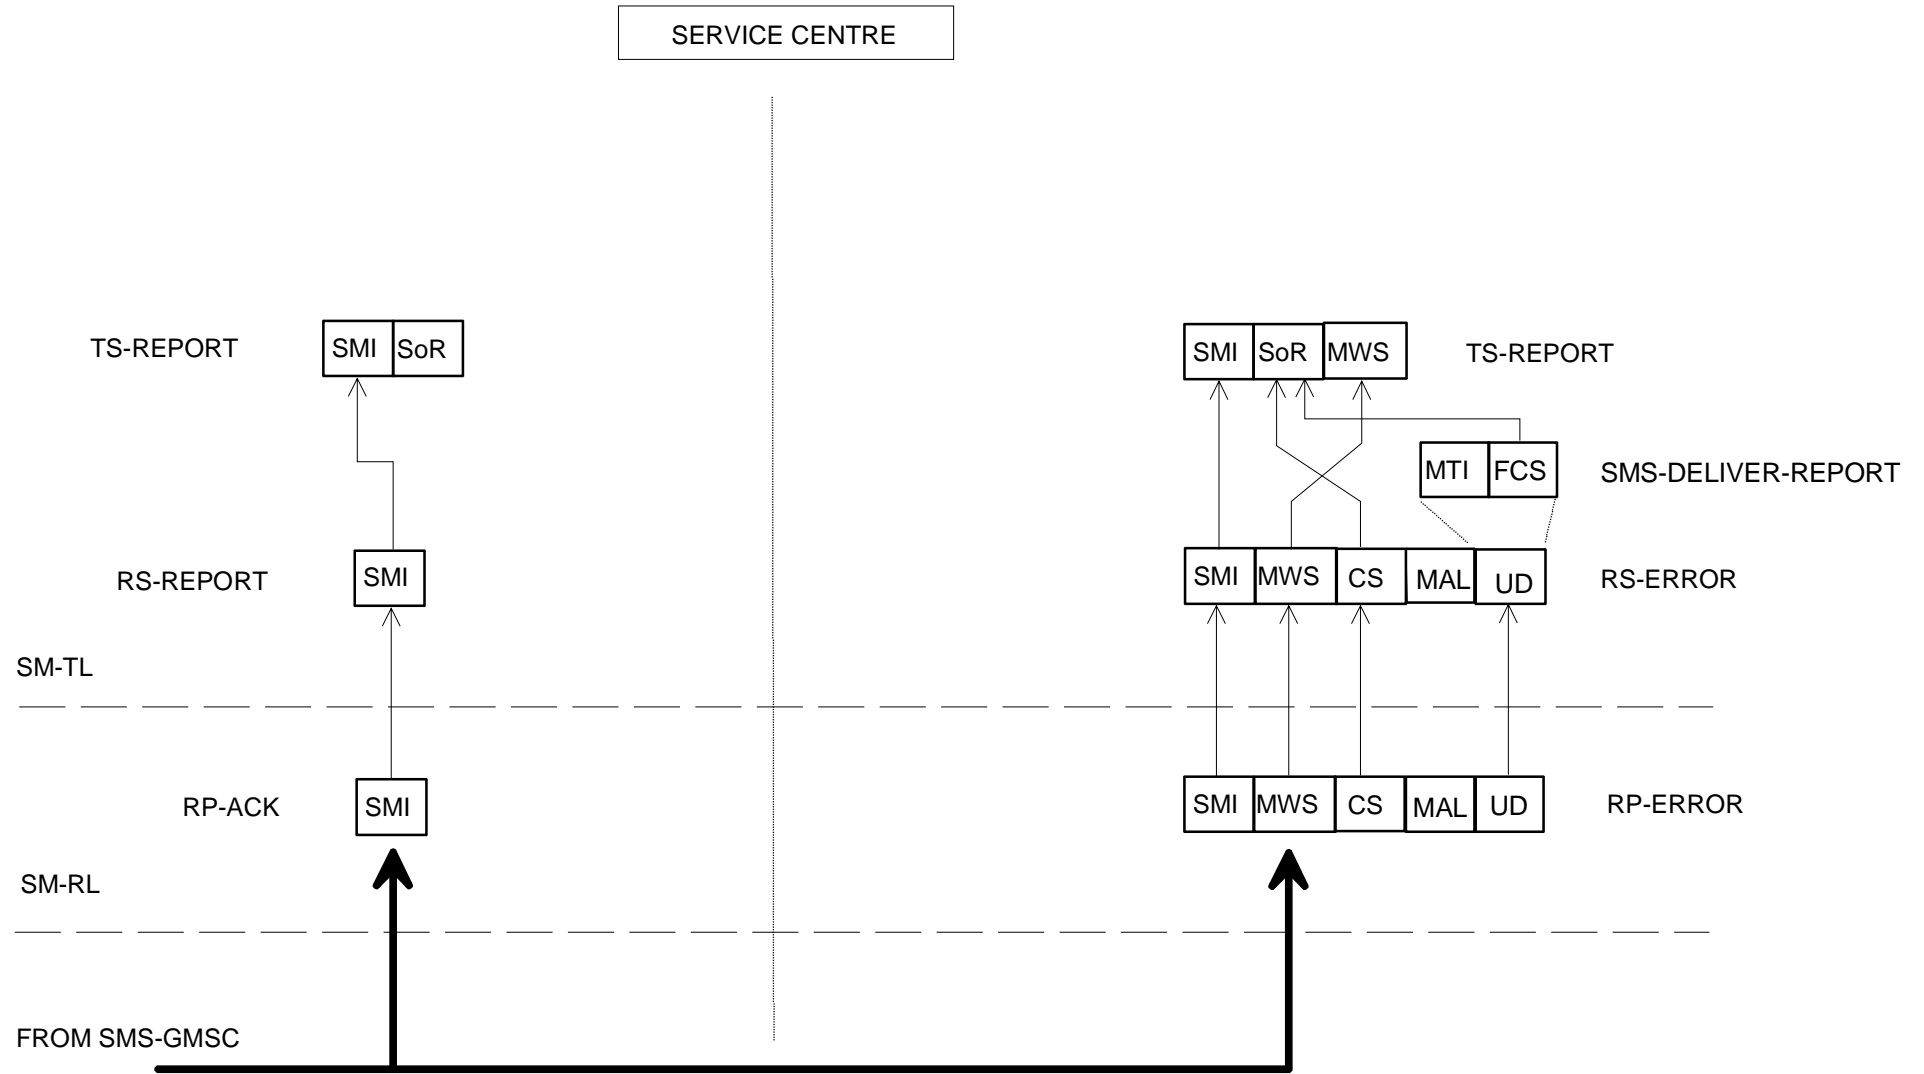 SERVICE CENTRE
TS-REPORT SMI SoR SMI SoR MWS TS-REPORT
MTI FCS SMS-DELIVER-REPORT
RS-REPORT SMI SMI MWS CS MAL UD RS-ERROR
SM-TL
RP-ACK SMI SMI MWS CS MAL UD RP-ERROR
SM-RL
FROM SMS-GMSC